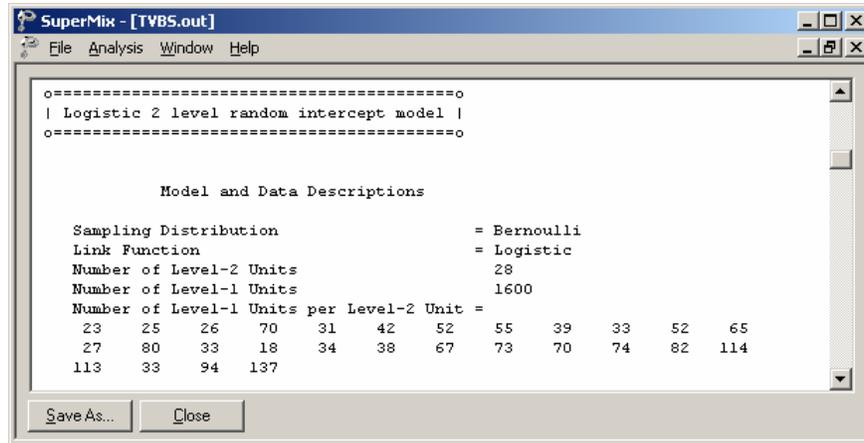 SuperMix - [TVBS.out]
File Analysis Window Help
o=========================================o
| Logistic 2 level random intercept model |
o=========================================o
Model and Data Descriptions
Sampling Distribution = Bernoulli
Link Function = Logistic
Number of Level-2 Units 28
Number of Level-1 Units 1600
Number of Level-1 Units per Level-2 Unit =
23 25 26 70 31 42 52 55 39 33 52 65
27 80 33 18 34 38 67 73 70 74 82 114
113 33 94 137
Save As... Close